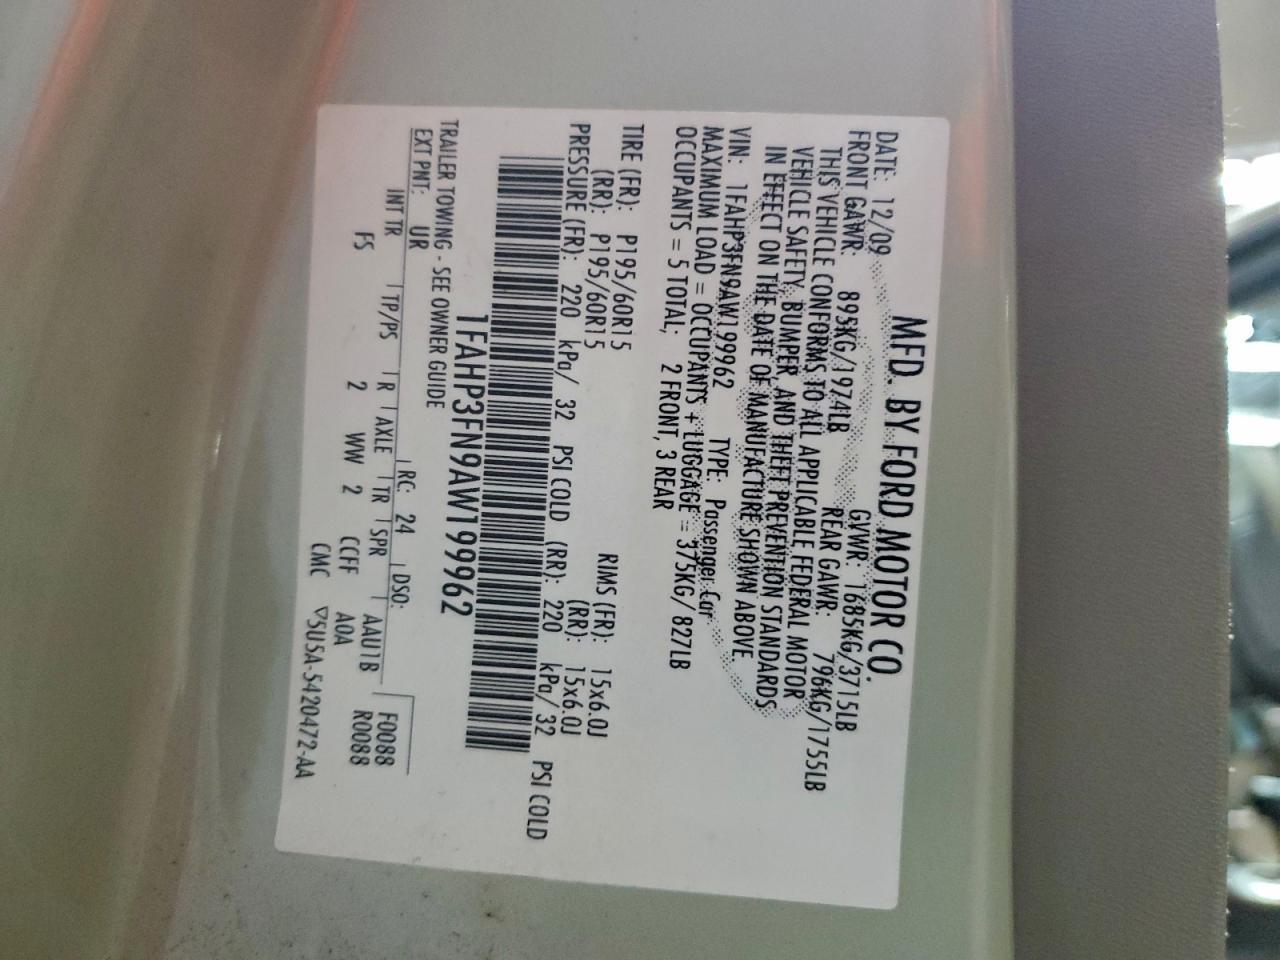 MFD. BY FORD MOTOR CO.
DATE: 12/09 GVWR: 1685KG/3715LB
FRONT GAWR: 895KG/1974LB REAR GAWR: 796KG/1755LB
THIS VEHICLE CONFORMS TO ALL APPLICABLE FEDERAL MOTOR
VEHICLE SAFETY, BUMPER, AND THEFT PREVENTION STANDARDS
IN EFFECT ON THE DATE OF MANUFACTURE SHOWN ABOVE.
VIN: 1FAHP3FN9AW199962 TYPE: Passenger Car
MAXIMUM LOAD = OCCUPANTS + LUGGAGE = 375KG/ 827LB
OCCUPANTS = 5 TOTAL; 2 FRONT, 3 REAR
TIRE (FR): P195/60R15 RIMS (FR): 15x6.0J
(RR): P195/60R15 (RR): 15x6.0J
PRESSURE (FR): 220 kPa/ 32 PSI COLD (RR): 220 kPa/ 32 PSI COLD
1FAHP3FN9AW199962
TRAILER TOWING - SEE OWNER GUIDE
EXT PNT: UR RC: 24 DSO: F0088
INT TR TP/PS R AXLE TR SPR AAU1B R0088
FS 2 WW 2 CCFF AOA
CMC ▽5U5A-5420472-AA